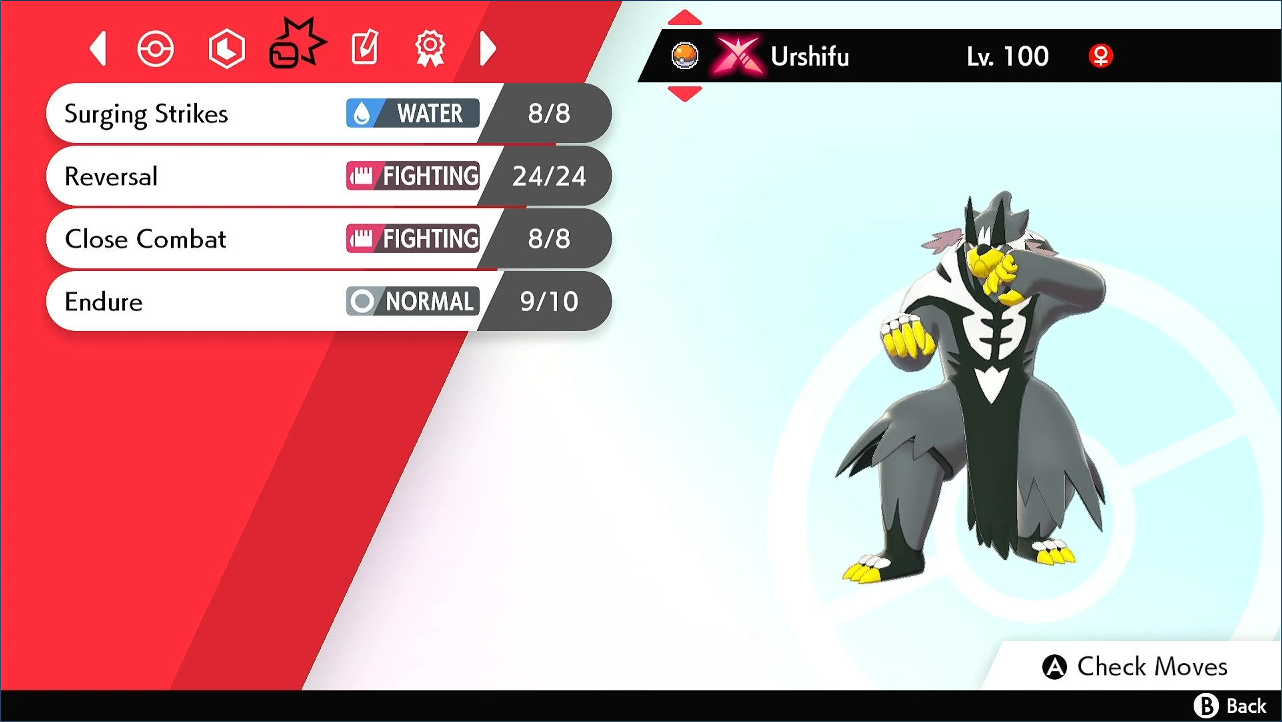 Urshifu Lv. 100 ♀
Surging Strikes WATER 8/8
Reversal FIGHTING 24/24
Close Combat FIGHTING 8/8
Endure NORMAL 9/10
A Check Moves
B Back